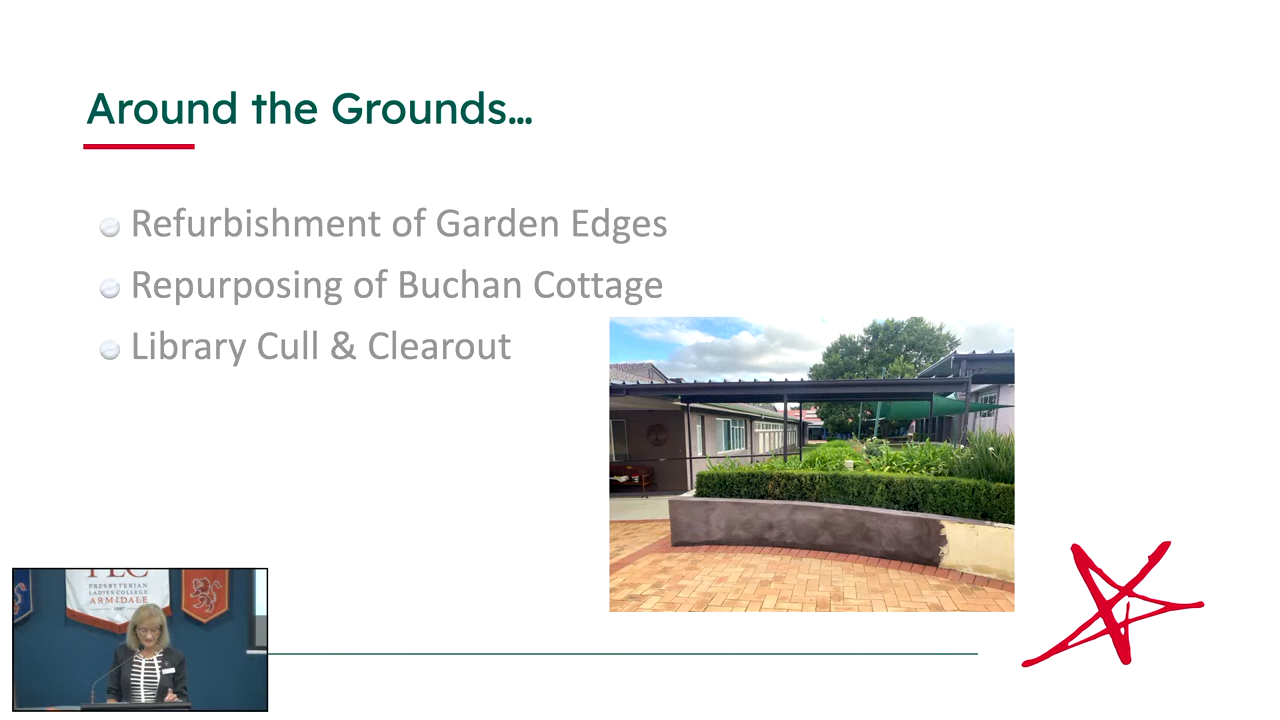 Around the Grounds...
Refurbishment of Garden Edges
Repurposing of Buchan Cottage
Library Cull & Clearout
PLC
PRESBYTERIAN
LADIES COLLEGE
ARMIDALE
1887